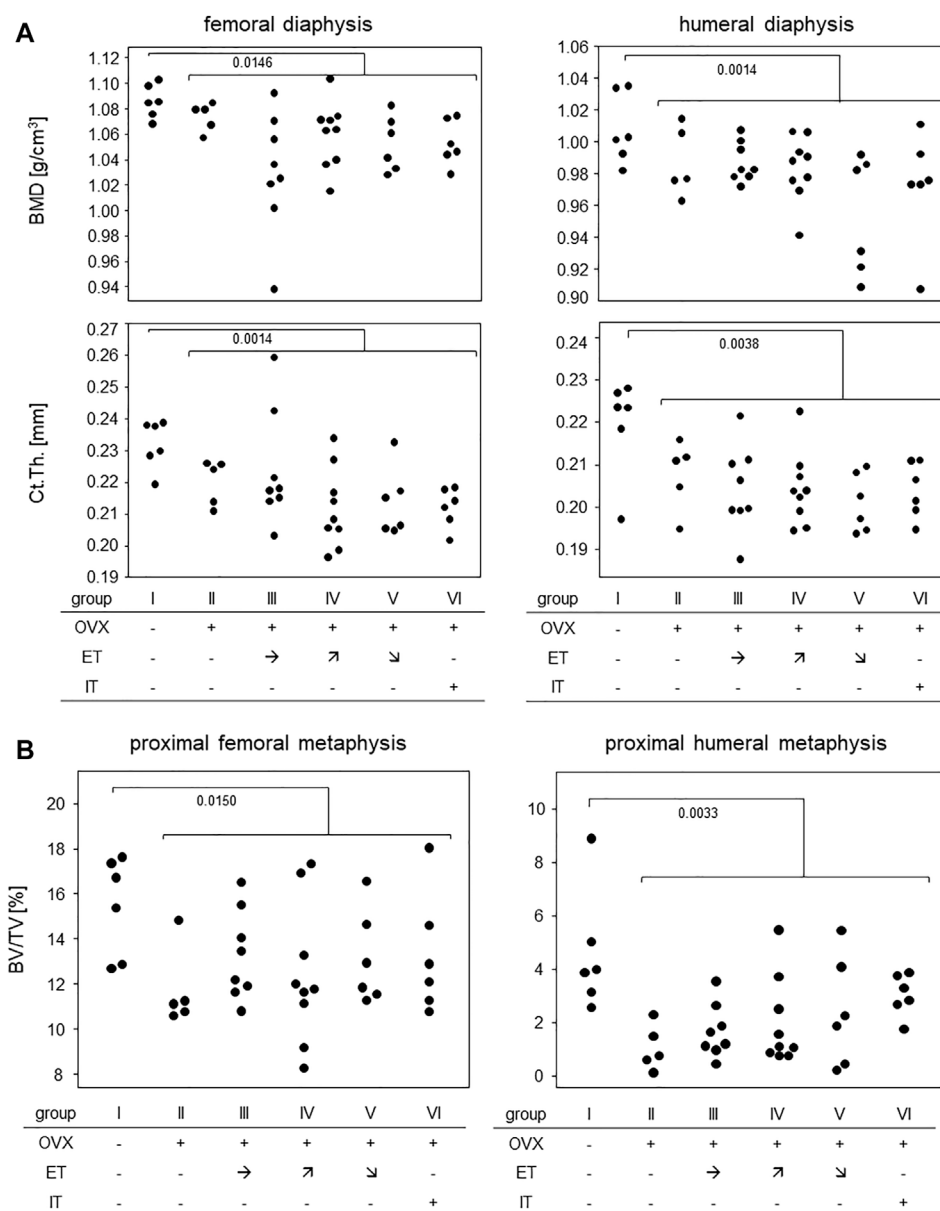 A
femoral diaphysis
humeral diaphysis
BMD [g/cm³]
1.12
1.10
1.08
1.06
1.04
1.02
1.00
0.98
0.96
0.94
0.0146
1.06
1.04
1.02
1.00
0.98
0.96
0.94
0.92
0.90
0.0014
Ct.Th. [mm]
0.27
0.26
0.25
0.24
0.23
0.22
0.21
0.20
0.19
0.0014
0.24
0.23
0.22
0.21
0.20
0.19
0.0038
group I II III IV V VI
OVX - + + + + +
ET - - → ↗ ↘ -
IT - - - - - +
group I II III IV V VI
OVX - + + + + +
ET - - → ↗ ↘ -
IT - - - - - +
B
proximal femoral metaphysis
proximal humeral metaphysis
BV/TV [%]
20
18
16
14
12
10
8
0.0150
10
8
6
4
2
0
0.0033
group I II III IV V VI
OVX - + + + + +
ET - - → ↗ ↘ -
IT - - - - - +
group I II III IV V VI
OVX - + + + + +
ET - - → ↗ ↘ -
IT - - - - - +